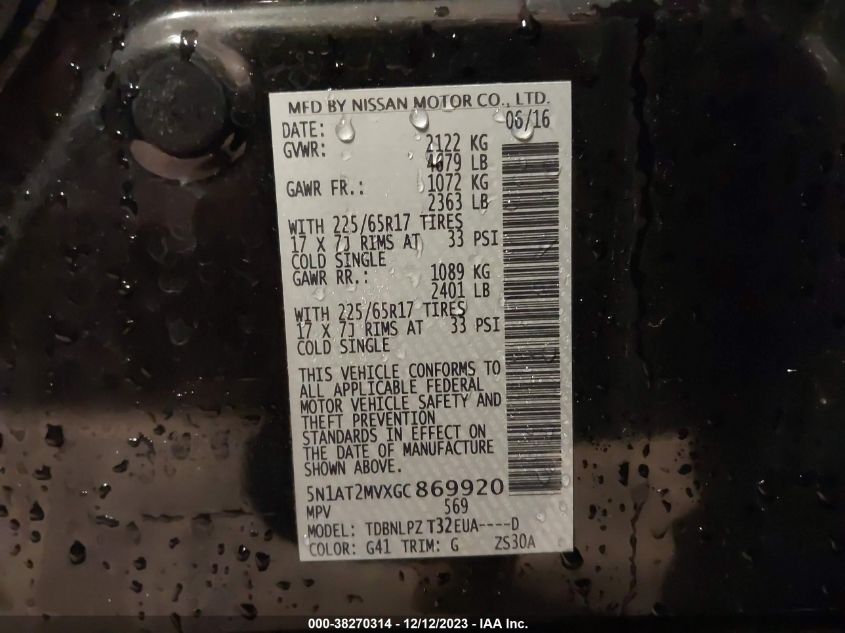 MFD BY NISSAN MOTOR CO., LTD.
DATE: 06/16
GVWR: 2122 KG
4679 LB
GAWR FR.: 1072 KG
2363 LB
WITH 225/65R17 TIRES
17 X 7J RIMS AT 33 PSI
COLD SINGLE
GAWR RR.: 1089 KG
2401 LB
WITH 225/65R17 TIRES
17 X 7J RIMS AT 33 PSI
COLD SINGLE
THIS VEHICLE CONFORMS TO
ALL APPLICABLE FEDERAL
MOTOR VEHICLE SAFETY AND
THEFT PREVENTION
STANDARDS IN EFFECT ON
THE DATE OF MANUFACTURE
SHOWN ABOVE.
5N1AT2MVXGC869920
MPV 569
MODEL: TDBNLPZ T32EUA----D
COLOR: G41 TRIM: G ZS30A
000-38270314 - 12/12/2023 - IAA Inc.